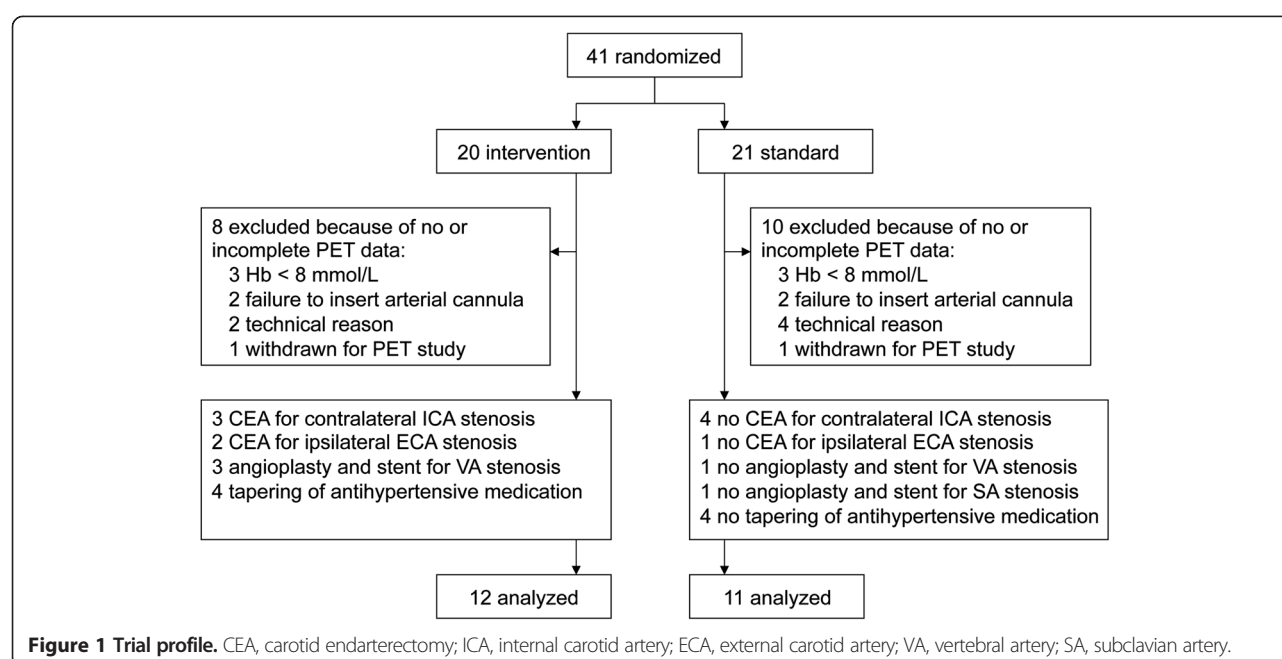 41 randomized
20 intervention
21 standard
8 excluded because of no or
incomplete PET data:
3 Hb < 8 mmol/L
2 failure to insert arterial cannula
2 technical reason
1 withdrawn for PET study
10 excluded because of no or
incomplete PET data:
3 Hb < 8 mmol/L
2 failure to insert arterial cannula
4 technical reason
1 withdrawn for PET study
3 CEA for contralateral ICA stenosis
2 CEA for ipsilateral ECA stenosis
3 angioplasty and stent for VA stenosis
4 tapering of antihypertensive medication
4 no CEA for contralateral ICA stenosis
1 no CEA for ipsilateral ECA stenosis
1 no angioplasty and stent for VA stenosis
1 no angioplasty and stent for SA stenosis
4 no tapering of antihypertensive medication
12 analyzed
11 analyzed
Figure 1 Trial profile. CEA, carotid endarterectomy; ICA, internal carotid artery; ECA, external carotid artery; VA, vertebral artery; SA, subclavian artery.